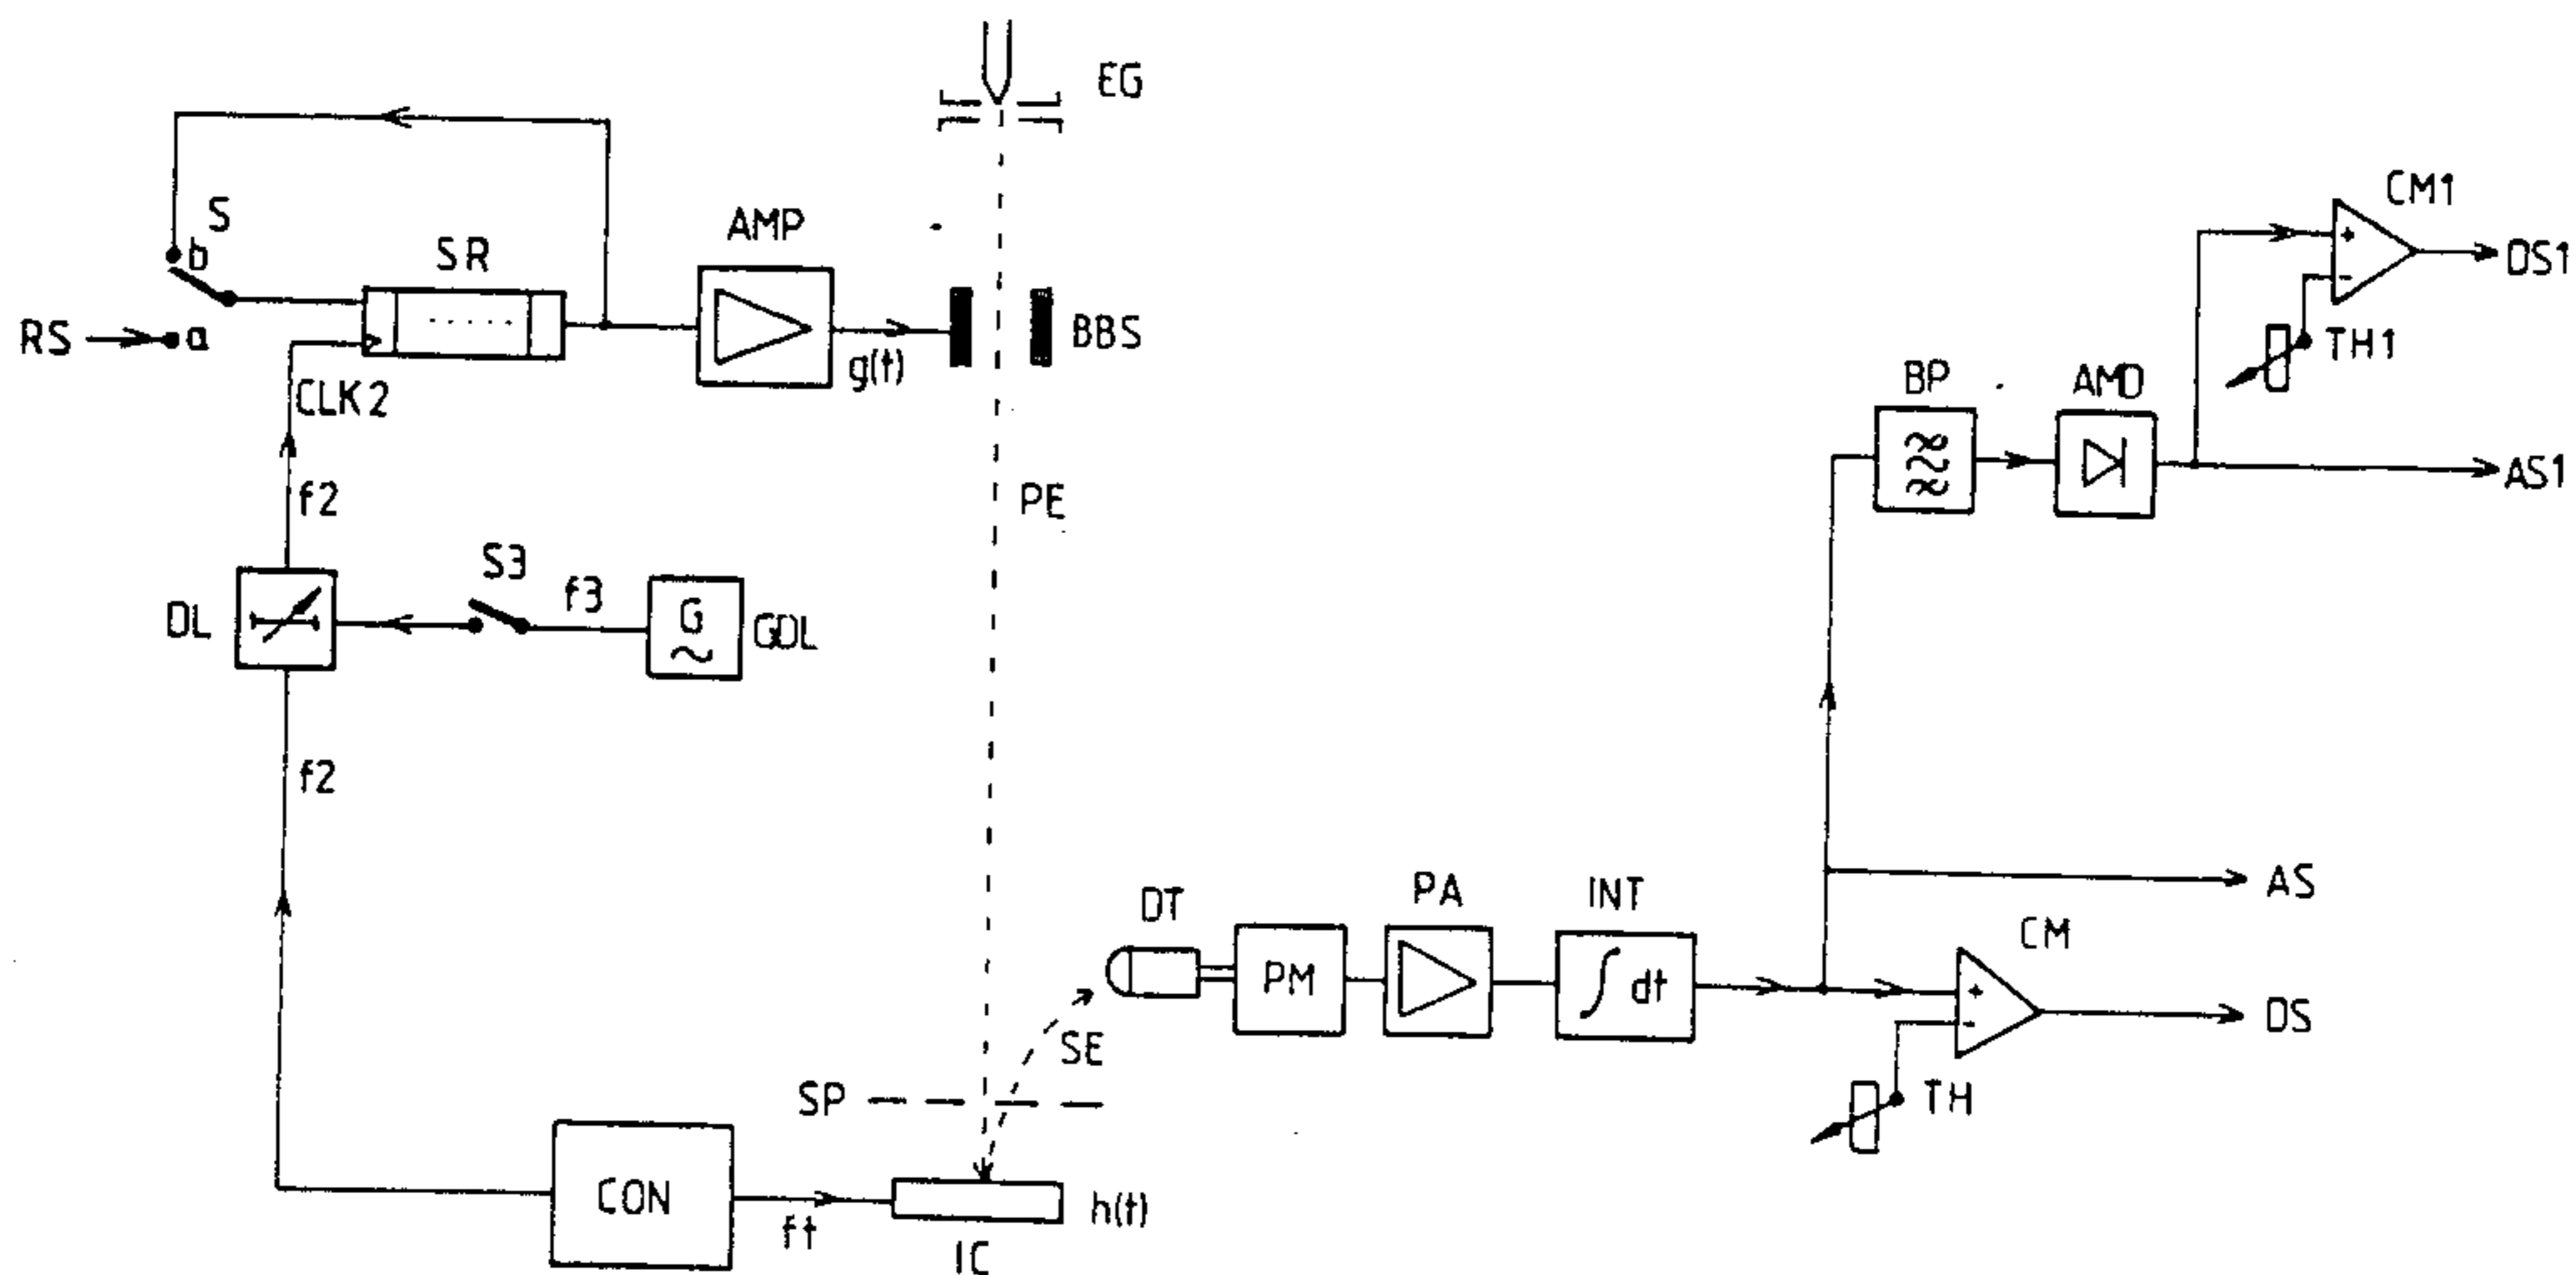 EG
CM1
S
b
SR
AMP
DS1
RS
a
g(t)
BBS
TH1
CLK2
BP
AMD
f2
PE
AS1
S3
f3
DL
G
GDL
f2
AS
DT
PA
INT
CM
PM
∫ dt
SE
DS
SP
TH
CON
ft
h(t)
IC